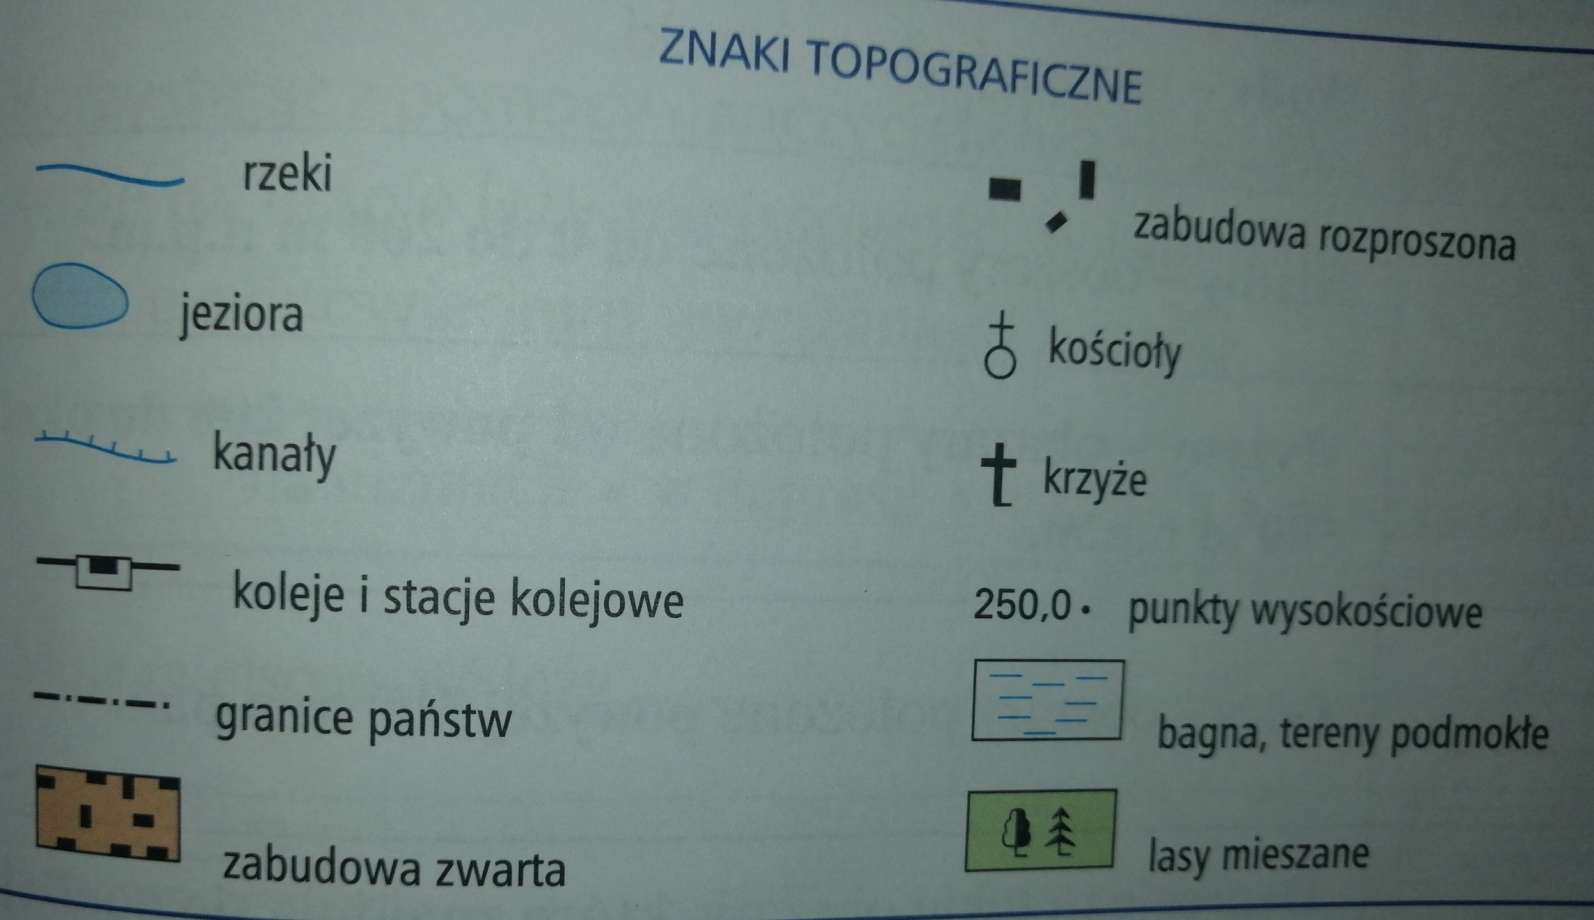 ZNAKI TOPOGRAFICZNE
rzeki
jeziora
kanały
koleje i stacje kolejowe
granice państw
zabudowa zwarta
zabudowa rozproszona
kościoły
krzyże
250,0 • punkty wysokościowe
bagna, tereny podmokłe
lasy mieszane